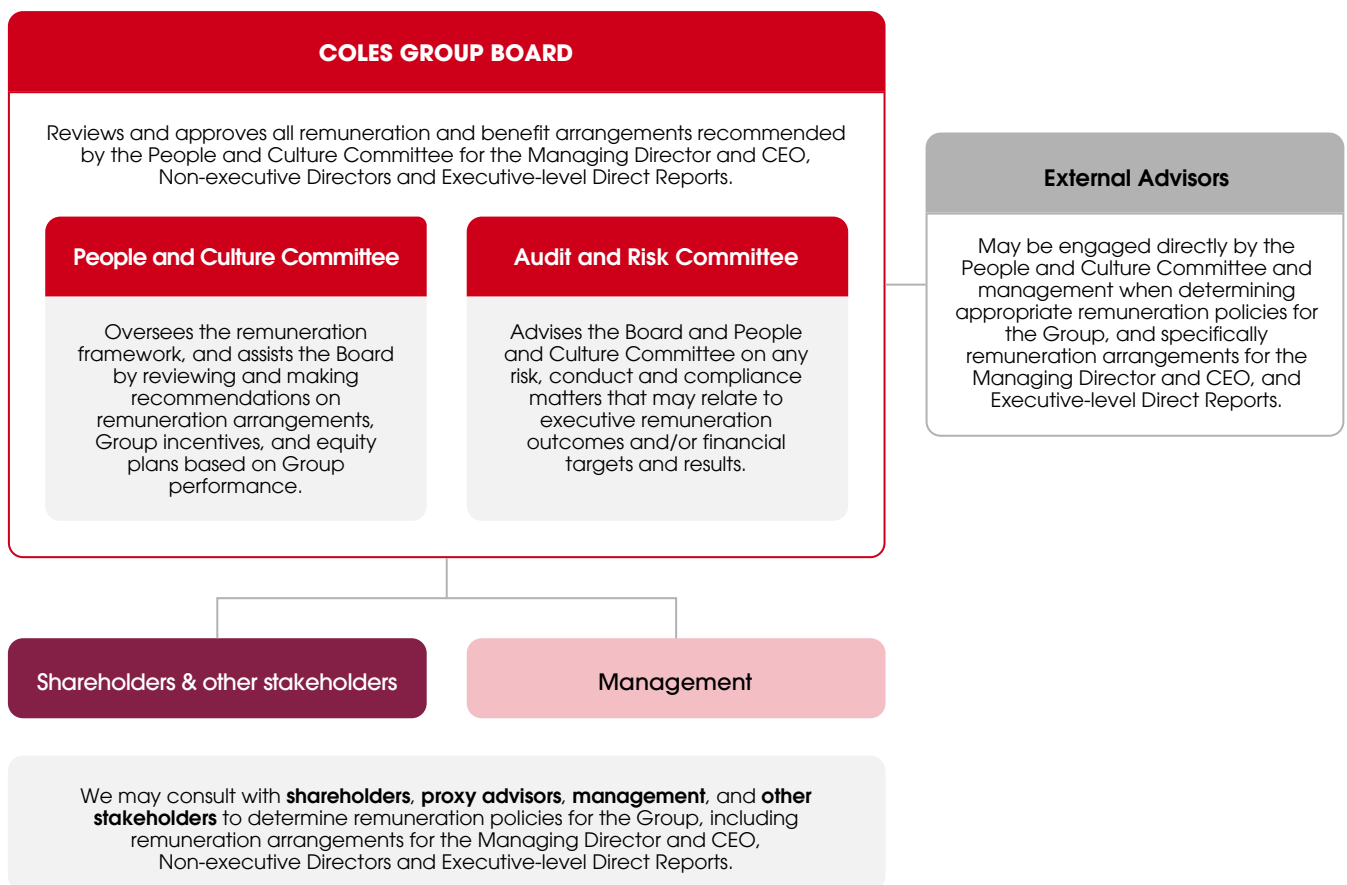 COLES GROUP BOARD
Reviews and approves all remuneration and benefit arrangements recommended
by the People and Culture Committee for the Managing Director and CEO,
Non-executive Directors and Executive-level Direct Reports.
People and Culture Committee
Oversees the remuneration
framework, and assists the Board
by reviewing and making
recommendations on
remuneration arrangements,
Group incentives, and equity
plans based on Group
performance.
Audit and Risk Committee
Advises the Board and People
and Culture Committee on any
risk, conduct and compliance
matters that may relate to
executive remuneration
outcomes and/or financial
targets and results.
External Advisors
May be engaged directly by the
People and Culture Committee and
management when determining
appropriate remuneration policies for
the Group, and specifically
remuneration arrangements for the
Managing Director and CEO, and
Executive-level Direct Reports.
Shareholders & other stakeholders
Management
We may consult with shareholders, proxy advisors, management, and other
stakeholders to determine remuneration policies for the Group, including
remuneration arrangements for the Managing Director and CEO,
Non-executive Directors and Executive-level Direct Reports.